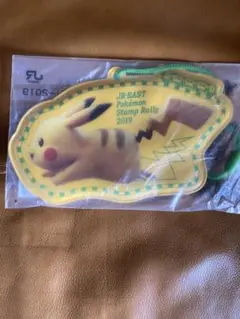 JR-EAST
Pokémon
Stamp Rally
2019